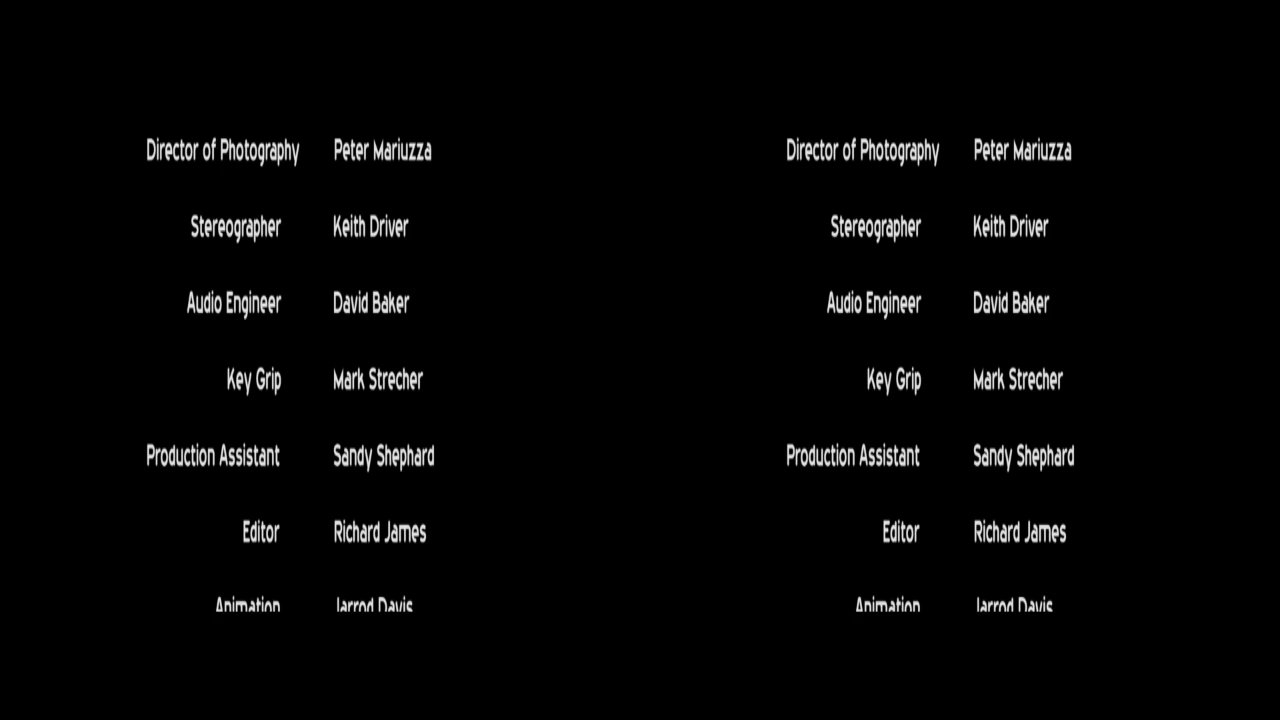 Director of Photography Peter Mariuzza Director of Photography Peter Mariuzza
Stereographer Keith Driver Stereographer Keith Driver
Audio Engineer David Baker Audio Engineer David Baker
Key Grip Mark Strecher Key Grip Mark Strecher
Production Assistant Sandy Shephard Production Assistant Sandy Shephard
Editor Richard James Editor Richard James
Animation Jarrod Davis Animation Jarrod Davis